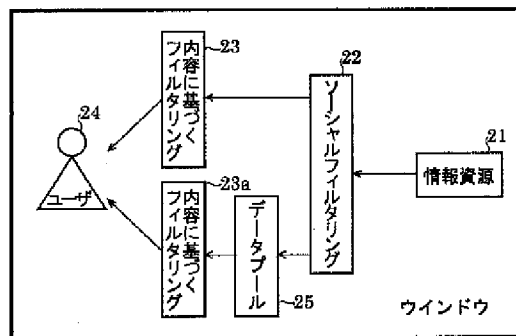 23
内容に基づく
フィルタリング
22
ソーシャルフィルタリング
21
情報資源
24
ユーザ
23a
内容に基づく
フィルタリング
データプール
25
ウインドウ